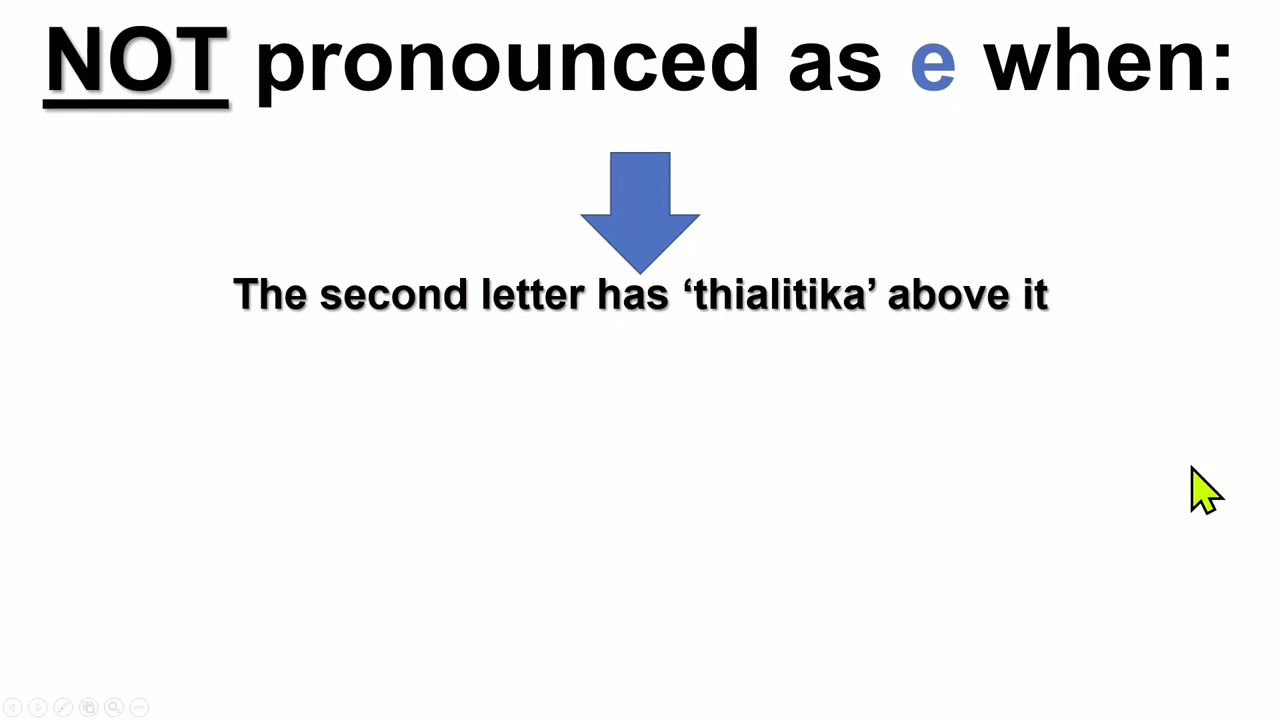 NOT pronounced as e when:
The second letter has ‘thialitika’ above it